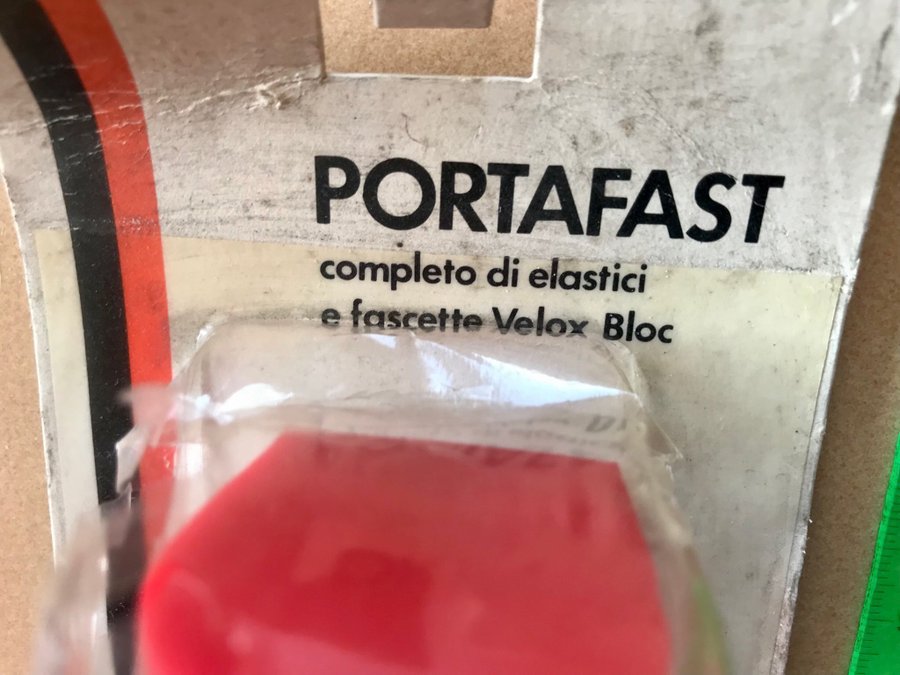 PORTAFAST
completo di elastici
e fascette Velox Bloc